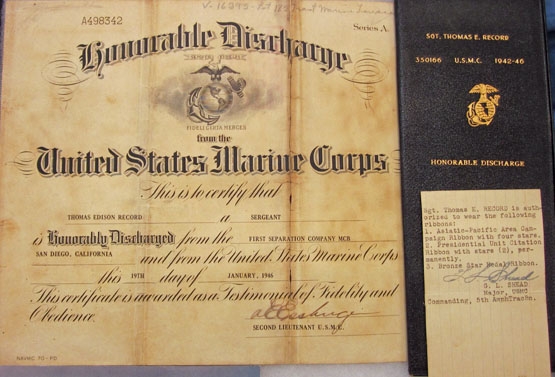 A498342
Series A.
Honorable Discharge
FIDELI CERTA MERCES
from the
United States Marine Corps
This is to certify that
THOMAS EDISON RECORD a SERGEANT
is Honorably Discharged from the FIRST SEPARATION COMPANY MCB
SAN DIEGO, CALIFORNIA and from the United States Marine Corps
this 19TH day of JANUARY, 1946
This certificate is awarded as a Testimonial of Fidelity and
Obedience.
SECOND LIEUTENANT U.S.M.C.
NAVMC 70-PD
SGT. THOMAS E. RECORD
350166 U.S.M.C. 1942-46
HONORABLE DISCHARGE
Sgt. Thomas E. RECORD is auth-
orized to wear the following
ribbons:
1. Asiatic-Pacific Area Cam-
paign Ribbon with four stars.
2. Presidential Unit Citation
Ribbon with stars (2), per-
manently.
3. Bronze Star Medal Ribbon.
G. L. SHEAD
Major, USMC
Commanding, 5th AmphTracBn.